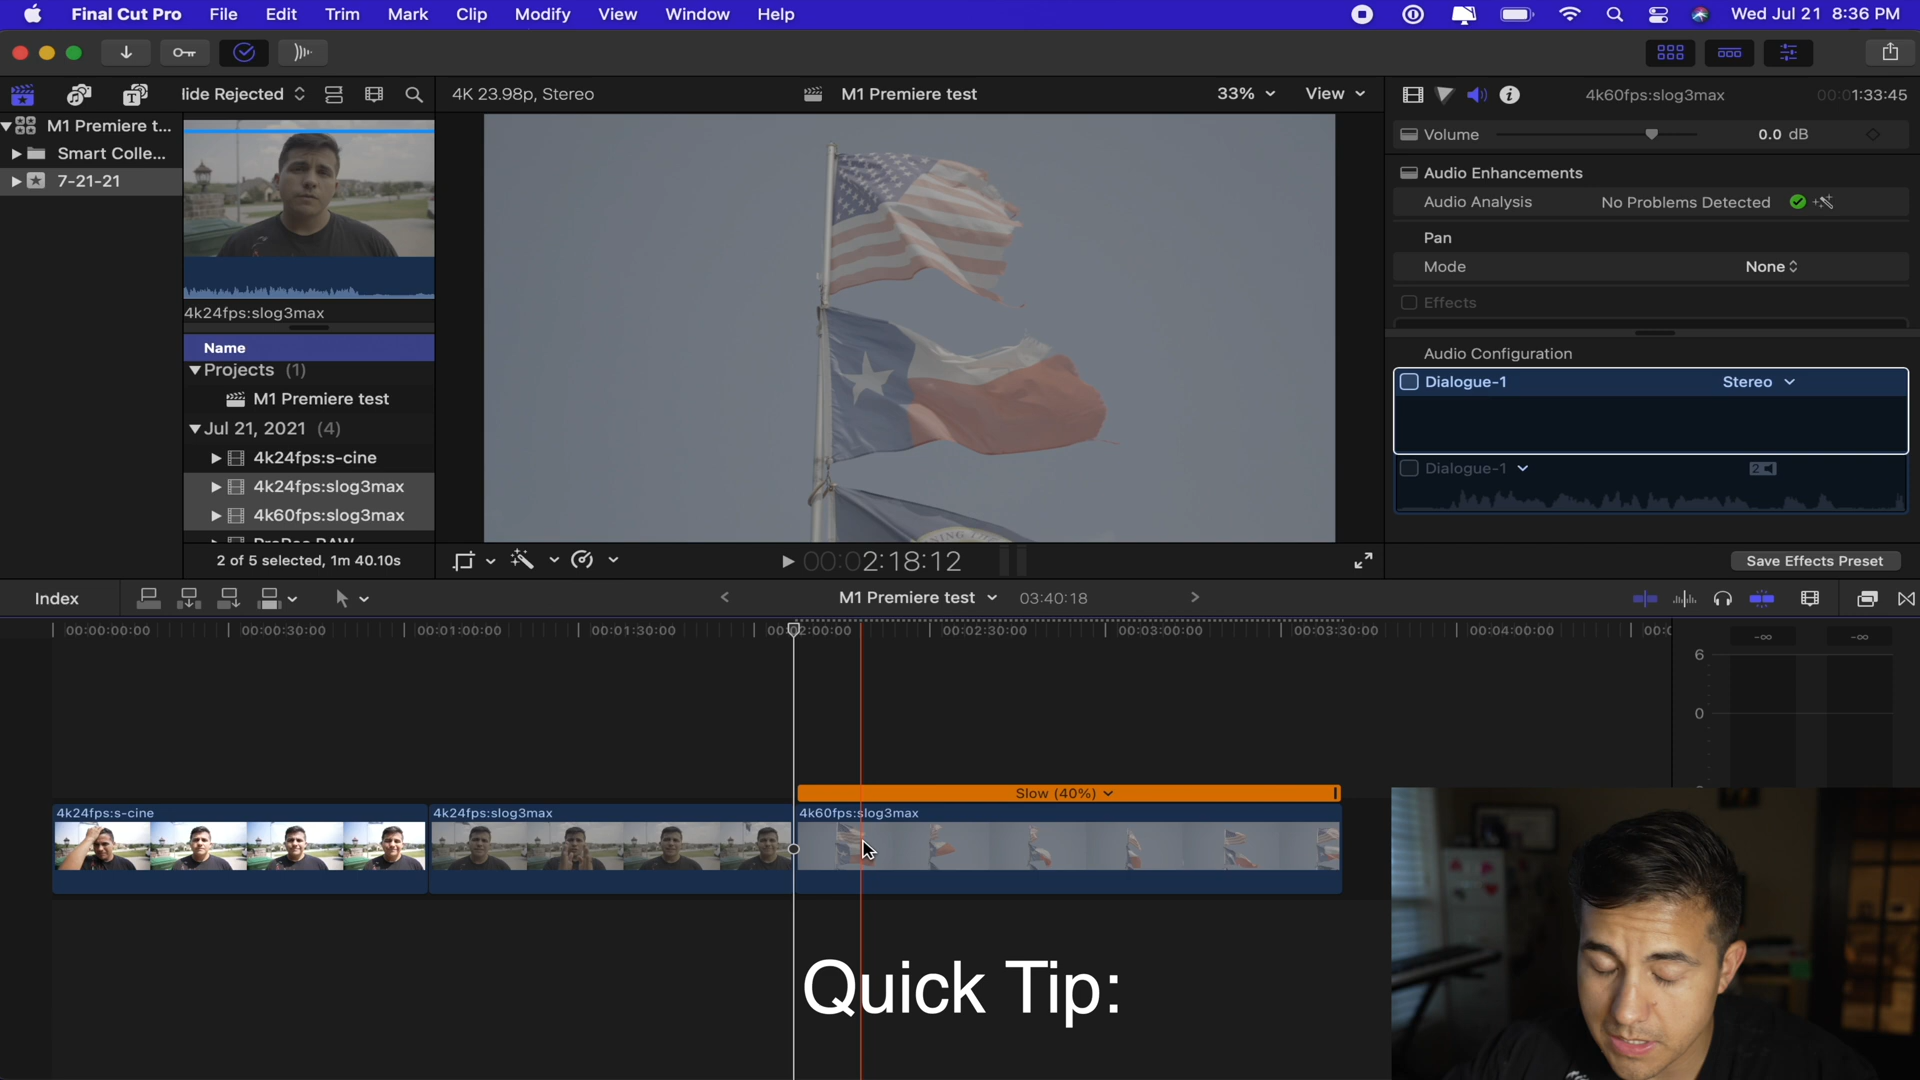 Final Cut Pro File Edit Trim Mark Clip Modify View Window Help Wed Jul 21 8:36 PM
lide Rejected 4K 23.98p, Stereo M1 Premiere test 33% View 4k60fps:slog3max 00:01:33:45
M1 Premiere t...
Smart Colle...
7-21-21
4k24fps:slog3max
Name
Projects (1)
M1 Premiere test
Jul 21, 2021 (4)
4k24fps:s-cine
4k24fps:slog3max
4k60fps:slog3max
2 of 5 selected, 1m 40.10s
00:02:18:12
Volume 0.0 dB
Audio Enhancements
Audio Analysis No Problems Detected
Pan
Mode None
Effects
Audio Configuration
Dialogue-1 Stereo
Dialogue-1 2
Save Effects Preset
Index M1 Premiere test 03:40:18
00:00:00:00 00:00:30:00 00:01:00:00 00:01:30:00 00:02:00:00 00:02:30:00 00:03:00:00 00:03:30:00 00:04:00:00
-∞ -∞
6
0
Slow (40%)
4k24fps:s-cine 4k24fps:slog3max 4k60fps:slog3max
Quick Tip: